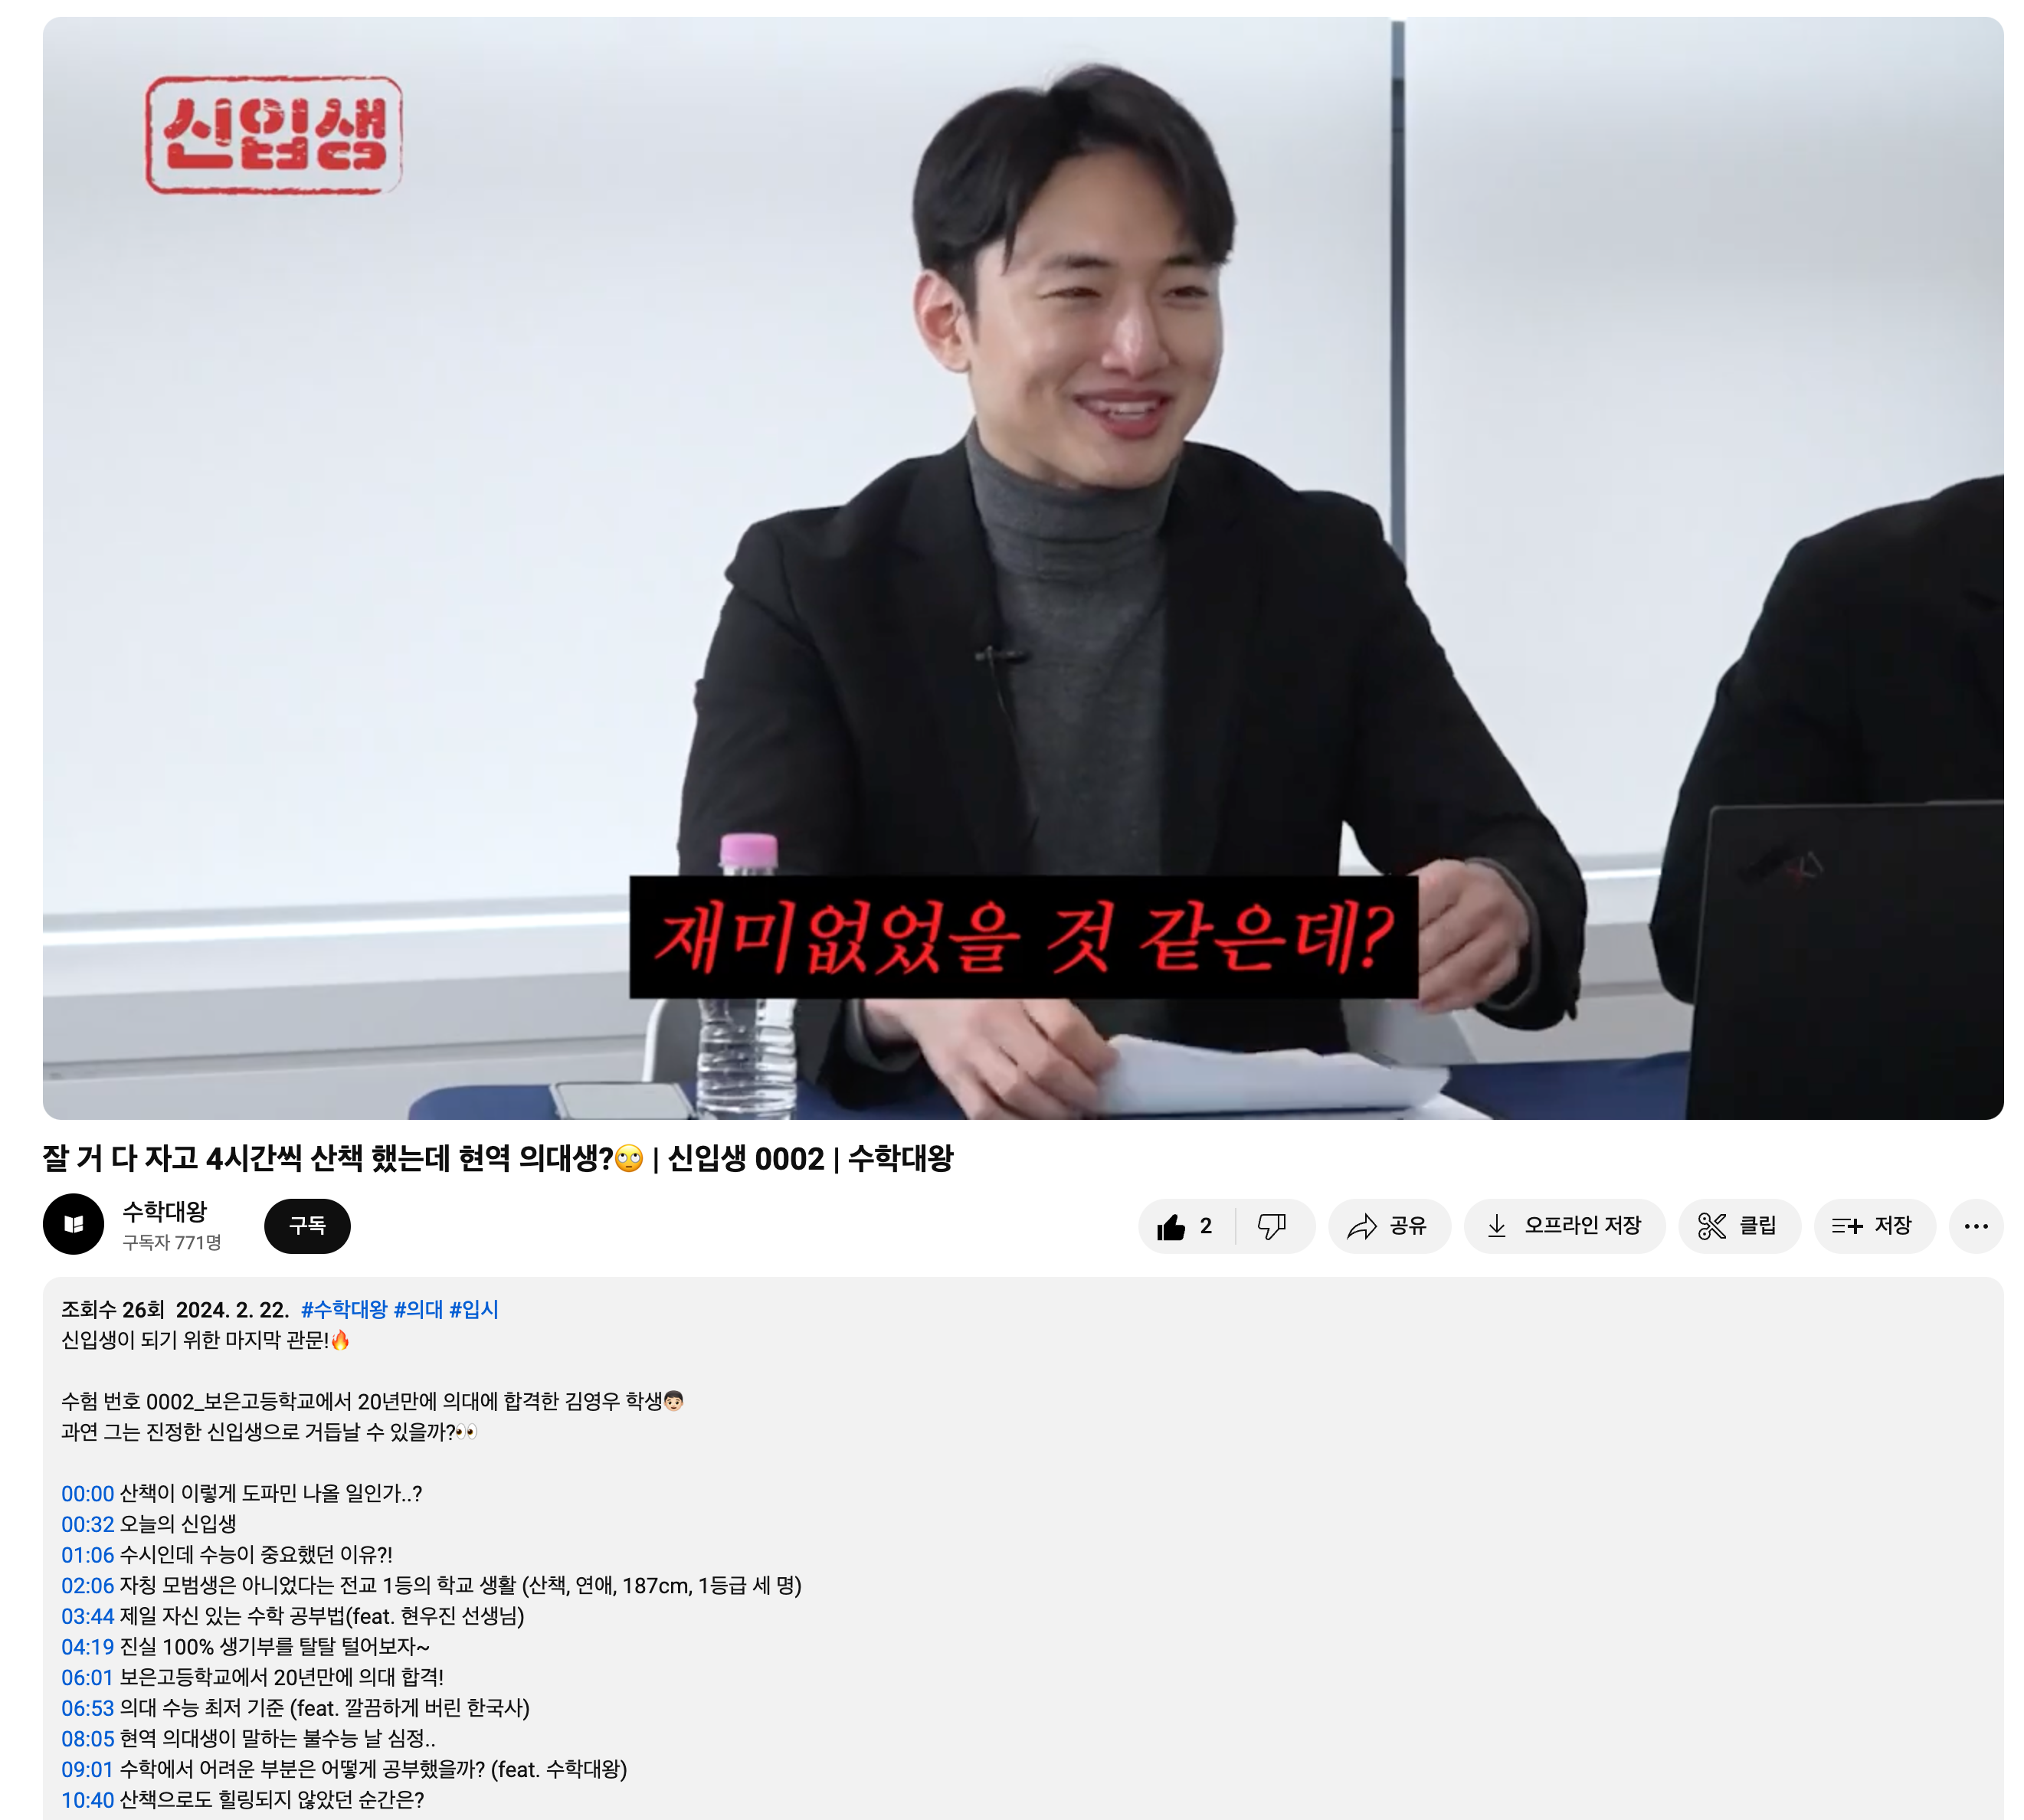 신입생
재미없었을 것 같은데?
잘 거 다 자고 4시간씩 산책 했는데 현역 의대생?🙄 | 신입생 0002 | 수학대왕
수학대왕
구독자 771명
구독
2
공유
오프라인 저장
클립
저장
조회수 26회 2024. 2. 22. #수학대왕 #의대 #입시
신입생이 되기 위한 마지막 관문!🔥
수험 번호 0002_보은고등학교에서 20년만에 의대에 합격한 김영우 학생👦🏻
과연 그는 진정한 신입생으로 거듭날 수 있을까?👀
00:00 산책이 이렇게 도파민 나올 일인가..?
00:32 오늘의 신입생
01:06 수시인데 수능이 중요했던 이유?!
02:06 자칭 모범생은 아니었다는 전교 1등의 학교 생활 (산책, 연애, 187cm, 1등급 세 명)
03:44 제일 자신 있는 수학 공부법(feat. 현우진 선생님)
04:19 진실 100% 생기부를 탈탈 털어보자~
06:01 보은고등학교에서 20년만에 의대 합격!
06:53 의대 수능 최저 기준 (feat. 깔끔하게 버린 한국사)
08:05 현역 의대생이 말하는 불수능 날 심정..
09:01 수학에서 어려운 부분은 어떻게 공부했을까? (feat. 수학대왕)
10:40 산책으로도 힐링되지 않았던 순간은?